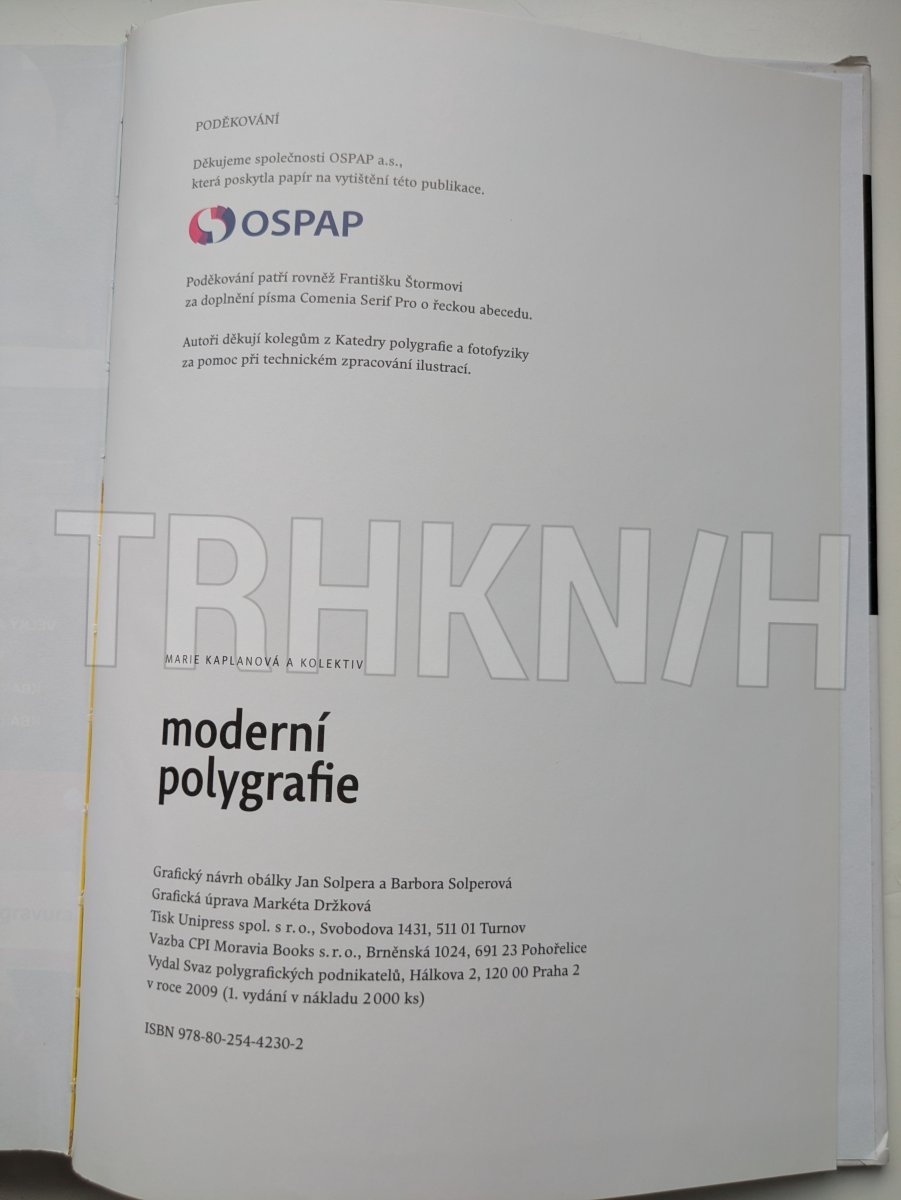 PODĚKOVÁNÍ
Děkujeme společnosti OSPAP a.s.,
která poskytla papír na vytištění této publikace.
OSPAP
Poděkování patří rovněž Františku Štormovi
za doplnění písma Comenia Serif Pro o řeckou abecedu.
Autoři děkují kolegům z Katedry polygrafie a fotofyziky
za pomoc při technickém zpracování ilustrací.
TRHKN/H
MARIE KAPLANOVÁ A KOLEKTIV
moderní
polygrafie
Grafický návrh obálky Jan Solpera a Barbora Solperová
Grafická úprava Markéta Držková
Tisk Unipress spol. s r.o., Svobodova 1431, 511 01 Turnov
Vazba CPI Moravia Books s.r.o., Brněnská 1024, 691 23 Pohořelice
Vydal Svaz polygrafických podnikatelů, Hálkova 2, 120 00 Praha 2
v roce 2009 (1. vydání v nákladu 2000 ks)
ISBN 978-80-254-4230-2